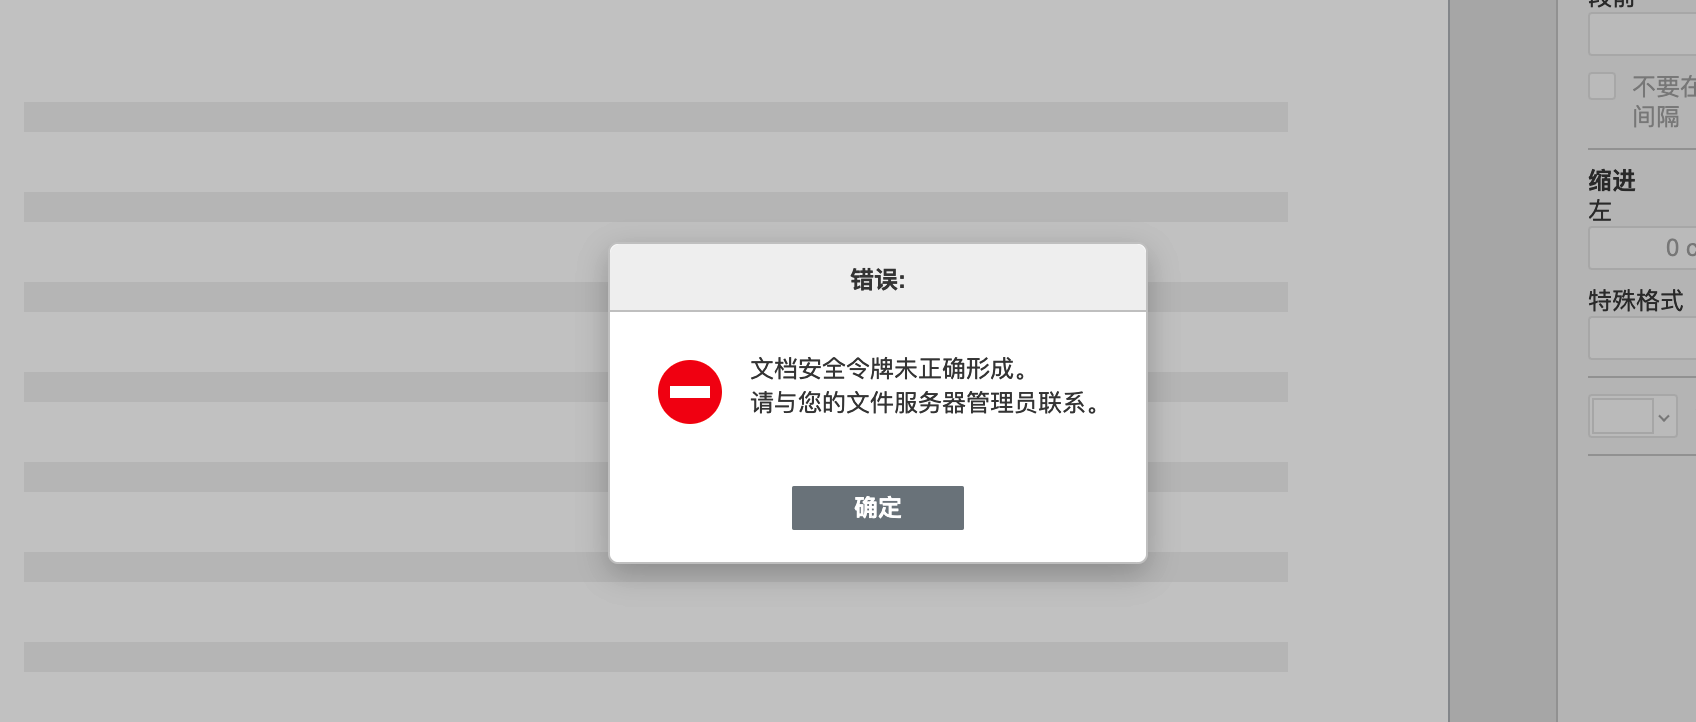 段前
不要在
间隔
缩进
左
0 c
特殊格式
错误:
文档安全令牌未正确形成。
请与您的文件服务器管理员联系。
确定